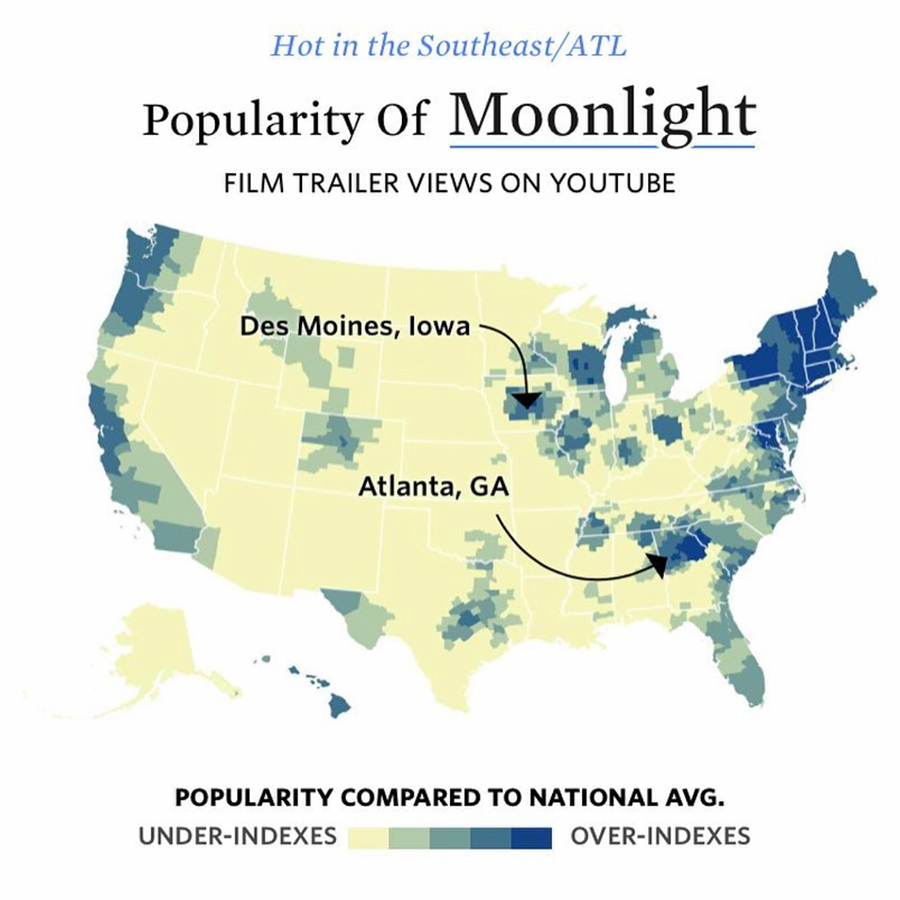 Hot in the Southeast/ATL
Popularity Of Moonlight
FILM TRAILER VIEWS ON YOUTUBE
Des Moines, Iowa
Atlanta, GA
POPULARITY COMPARED TO NATIONAL AVG.
UNDER-INDEXES OVER-INDEXES